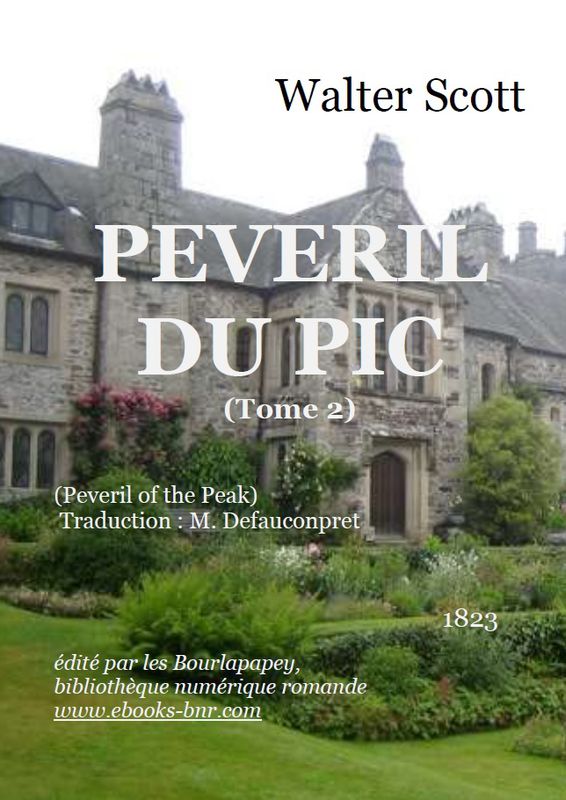 Walter Scott
PEVERIL
DU PIC
(Tome 2)
(Peveril of the Peak)
Traduction : M. Defauconpret
1823
édité par les Bourlapapey,
bibliothèque numérique romande
www.ebooks-bnr.com